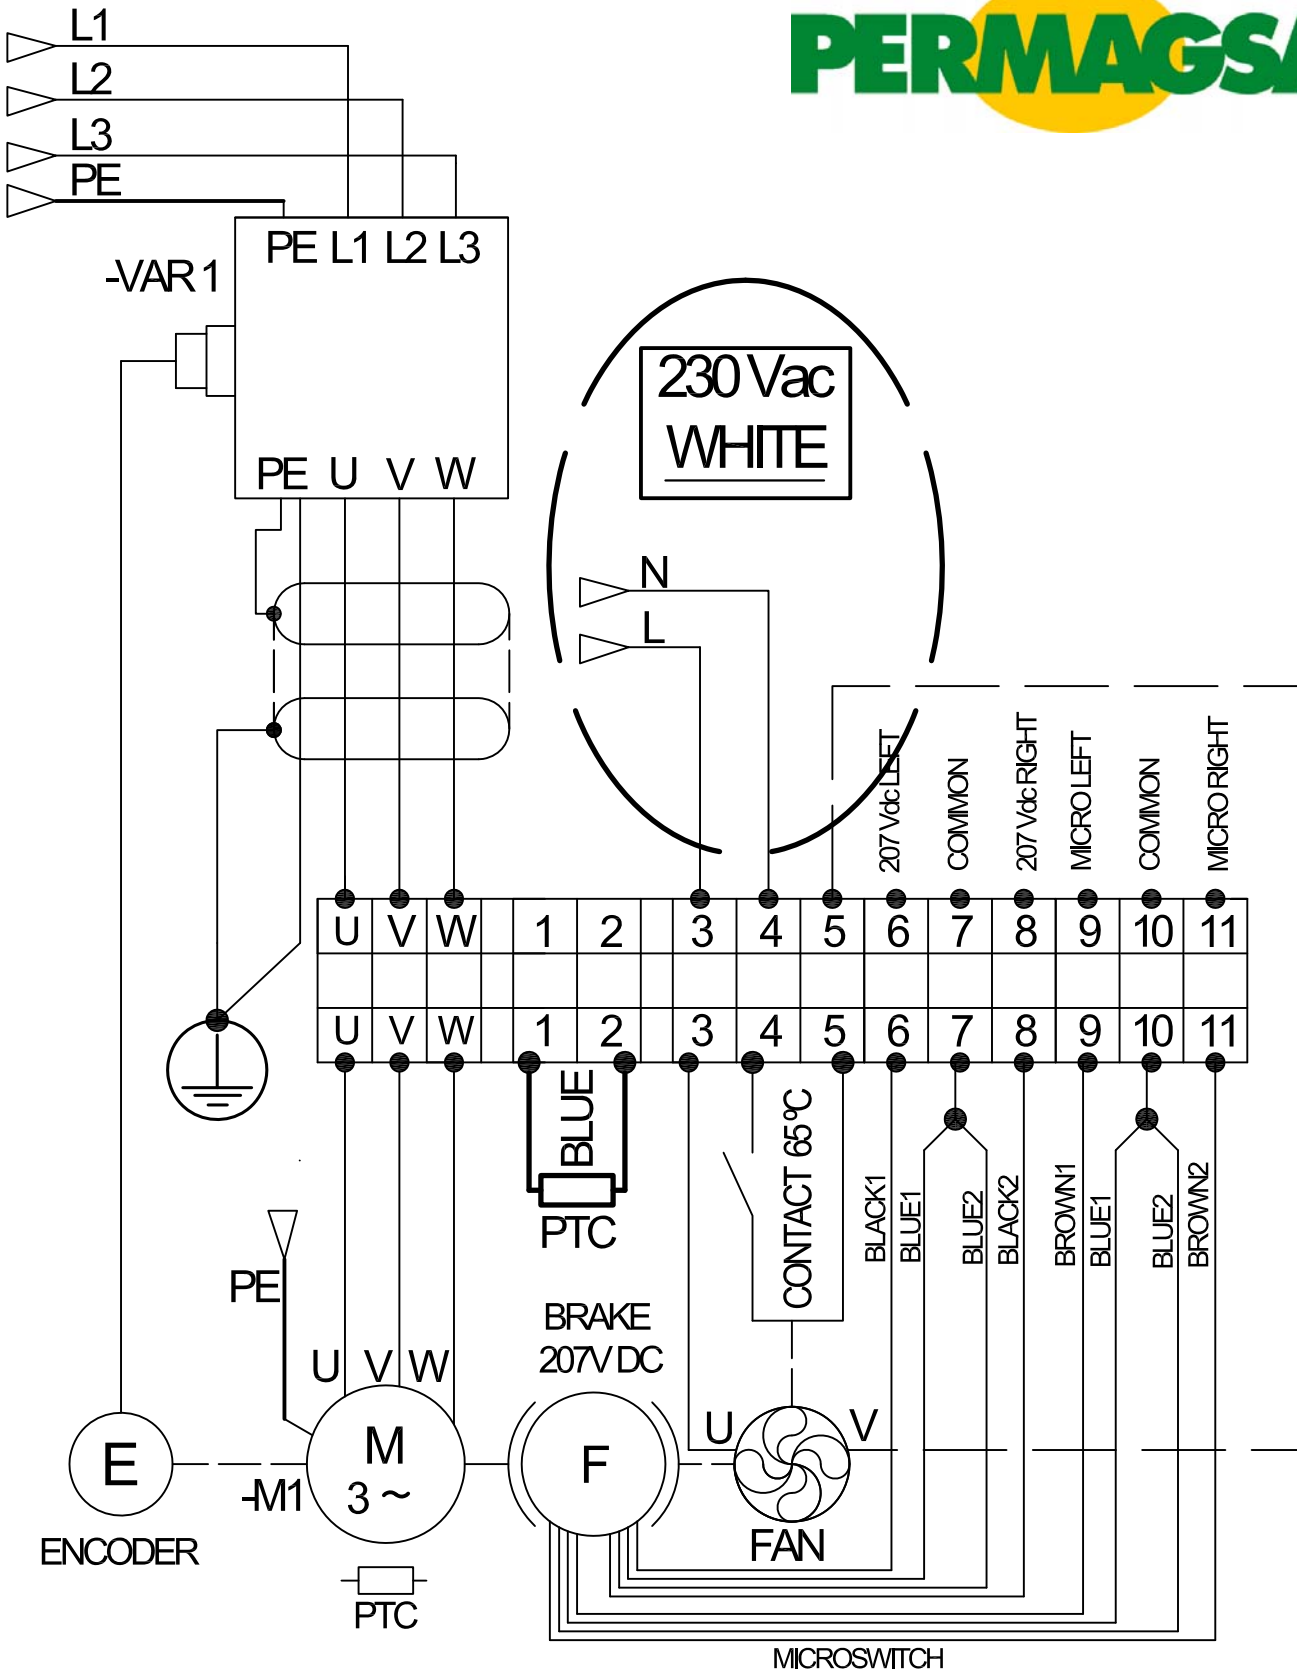 PERMAGSA
L1
L2
L3
PE
PE L1 L2 L3
-VAR 1
PE U V W
230 Vac
WHITE
N
L
207 Vdc LEFT
COMMON
207 Vdc RIGHT
MICRO LEFT
COMMON
MICRO RIGHT
U V W 1 2 3 4 5 6 7 8 9 10 11
U V W 1 2 3 4 5 6 7 8 9 10 11
BLUE
PTC
CONTACT 65ºC
BLACK1
BLUE1
BLUE2
BLACK2
BROWN1
BLUE1
BLUE2
BROWN2
PE
BRAKE
207V DC
U V W
U
V
E
M
3 ~
F
-M1
ENCODER
FAN
PTC
MICROSWITCH